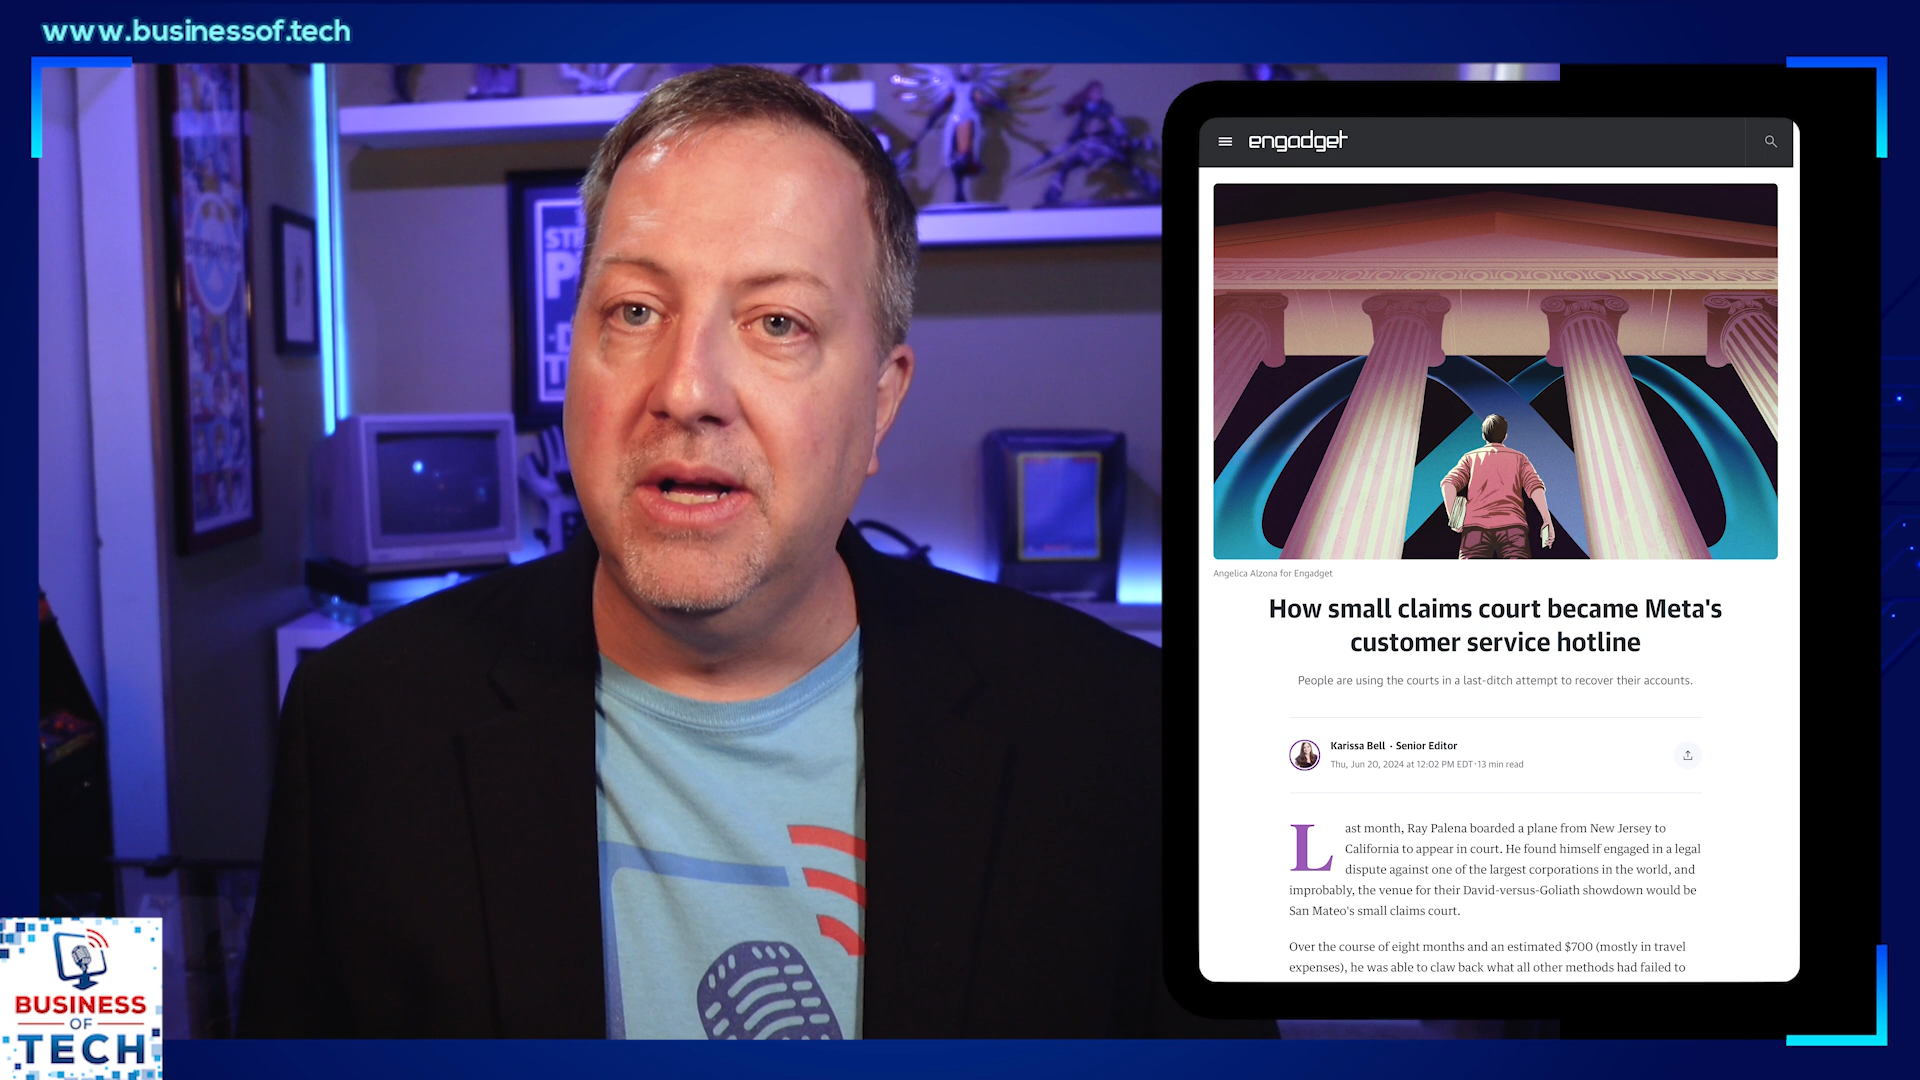 www.businessof.tech
engadget
Angelica Alzona for Engadget
How small claims court became Meta's
customer service hotline
People are using the courts in a last-ditch attempt to recover their accounts.
Karissa Bell · Senior Editor
Thu, Jun 20, 2024 at 12:02 PM EDT·13 min read
Last month, Ray Palena boarded a plane from New Jersey to
California to appear in court. He found himself engaged in a legal
dispute against one of the largest corporations in the world, and
improbably, the venue for their David-versus-Goliath showdown would be
San Mateo's small claims court.
Over the course of eight months and an estimated $700 (mostly in travel
expenses), he was able to claw back what all other methods had failed to
BUSINESS
OF
TECH